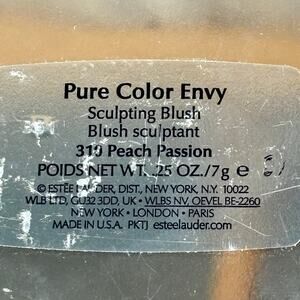 Pure Color Envy
Sculpting Blush
Blush sculptant
310 Peach Passion
POIDS NET WT. .25 OZ./7g e
© ESTĒE LAUDER, DIST., NEW YORK, N.Y. 10022
WLB LTD, GU32 3DD, UK • WLBS NV, OEVEL BE-2260
NEW YORK • LONDON • PARIS
MADE IN U.S.A. PKTJ esteelauder.com